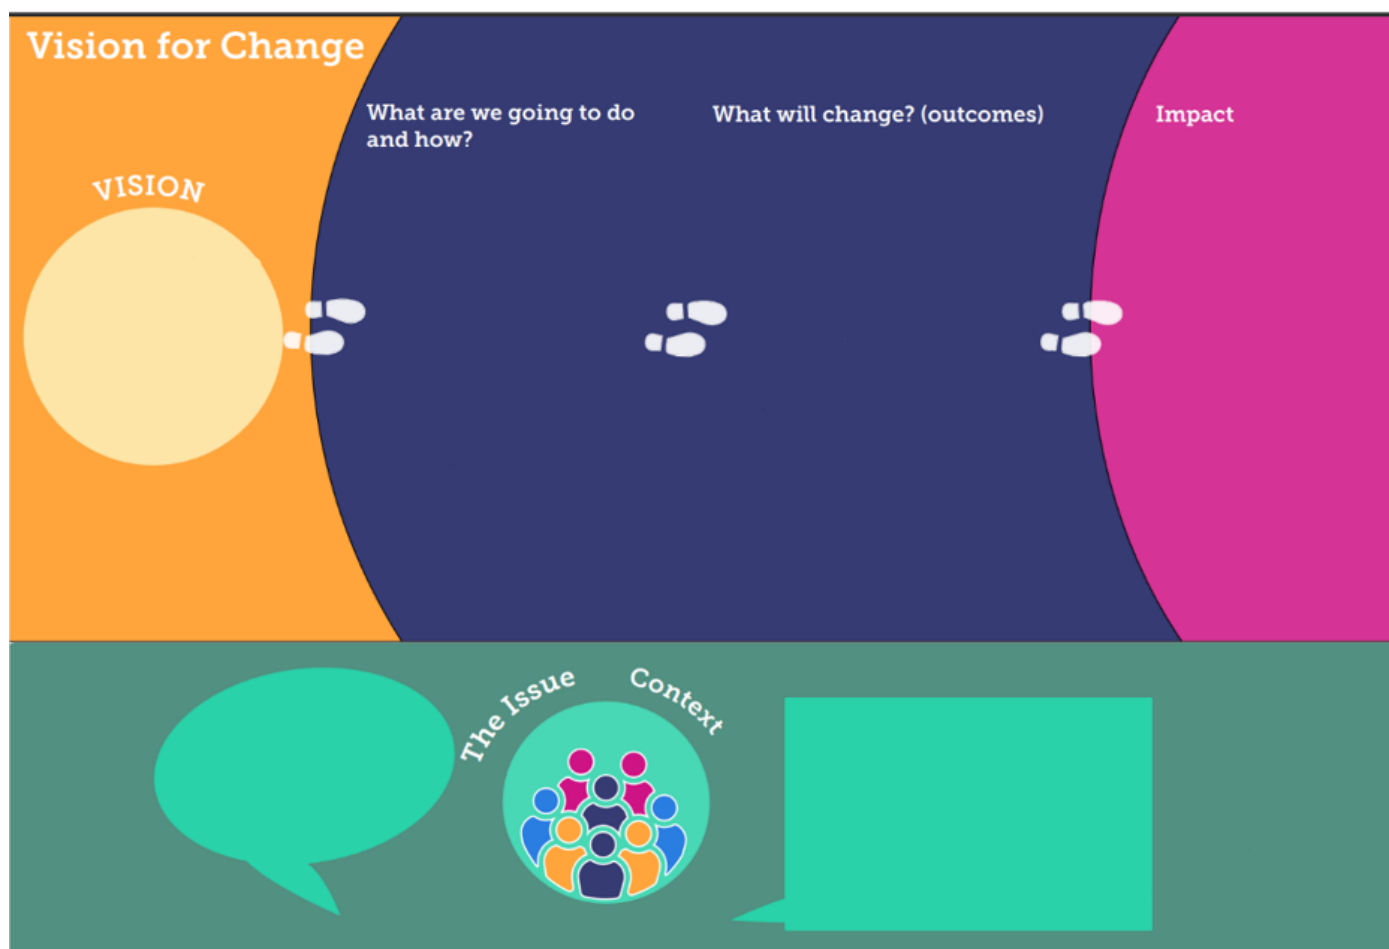 Vision for Change
What are we going to do
and how?
What will change? (outcomes)
Impact
VISION
The Issue
Context